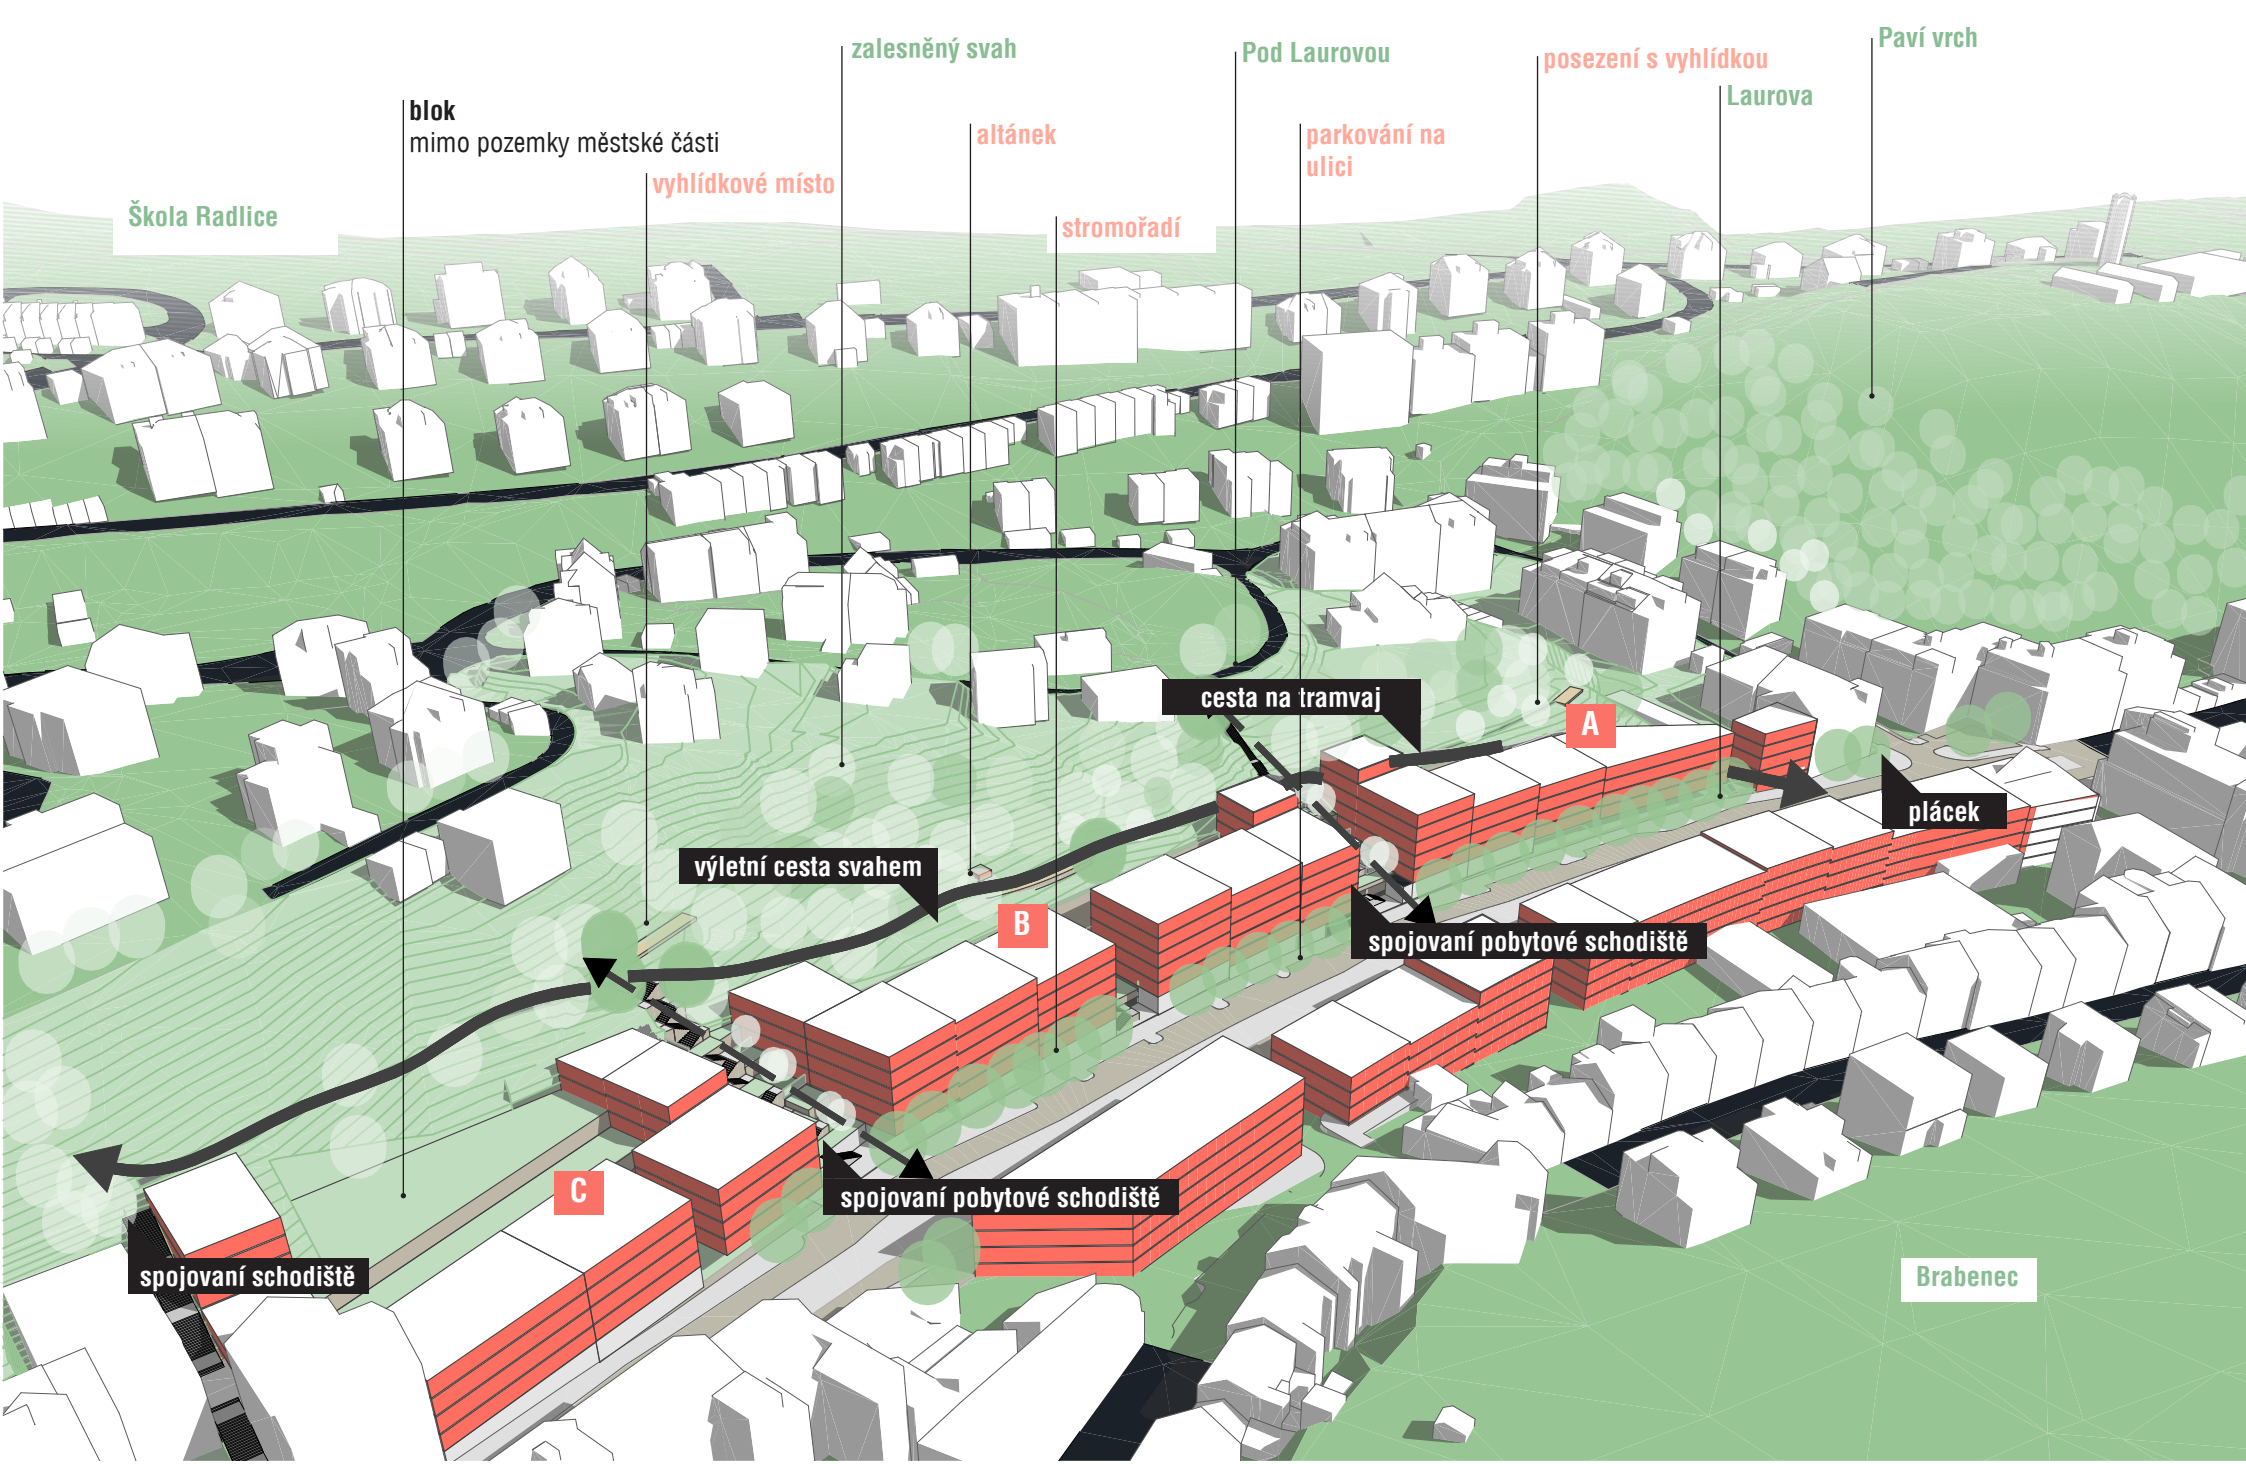 Paví vrch
zalesněný svah
Pod Laurovou
posezení s vyhlídkou
Laurova
blok
mimo pozemky městské části
altánek
parkování na
ulici
vyhlídkové místo
Škola Radlice
stromořadí
cesta na tramvaj
A
plácek
výletní cesta svahem
B
spojovaní pobytové schodiště
C
spojovaní pobytové schodiště
spojovaní schodiště
Brabenec